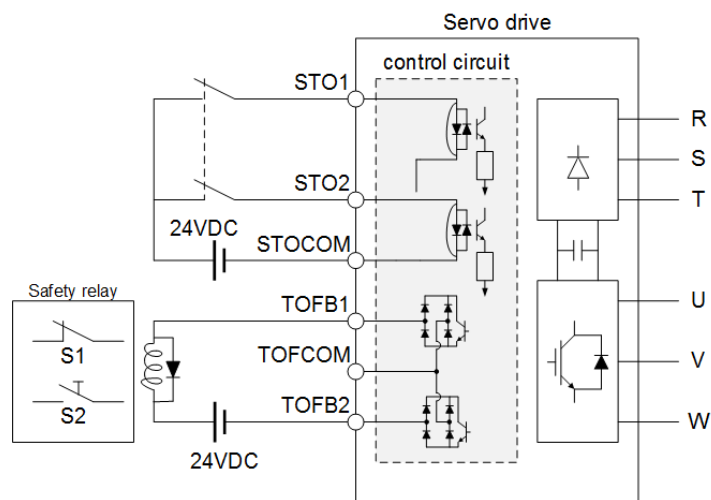 Servo drive
control circuit
STO1
STO2
24VDC
STOCOM
Safety relay
S1
S2
TOFB1
TOFCOM
TOFB2
24VDC
R
S
T
U
V
W